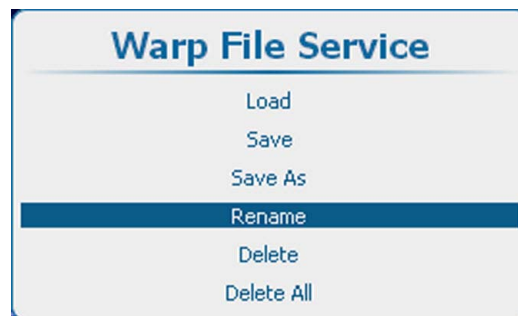 Warp File Service
Load
Save
Save As
Rename
Delete
Delete All